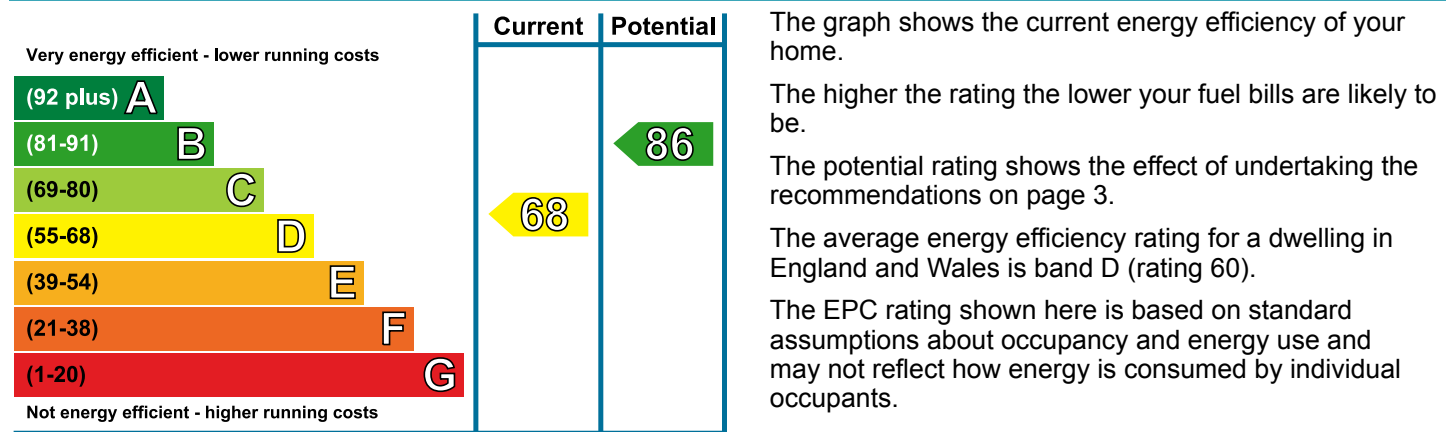 Current Potential
Very energy efficient - lower running costs
(92 plus) A
(81-91) B
86
(69-80) C
68
(55-68) D
(39-54) E
(21-38) F
(1-20) G
Not energy efficient - higher running costs
The graph shows the current energy efficiency of your
home.
The higher the rating the lower your fuel bills are likely to
be.
The potential rating shows the effect of undertaking the
recommendations on page 3.
The average energy efficiency rating for a dwelling in
England and Wales is band D (rating 60).
The EPC rating shown here is based on standard
assumptions about occupancy and energy use and
may not reflect how energy is consumed by individual
occupants.